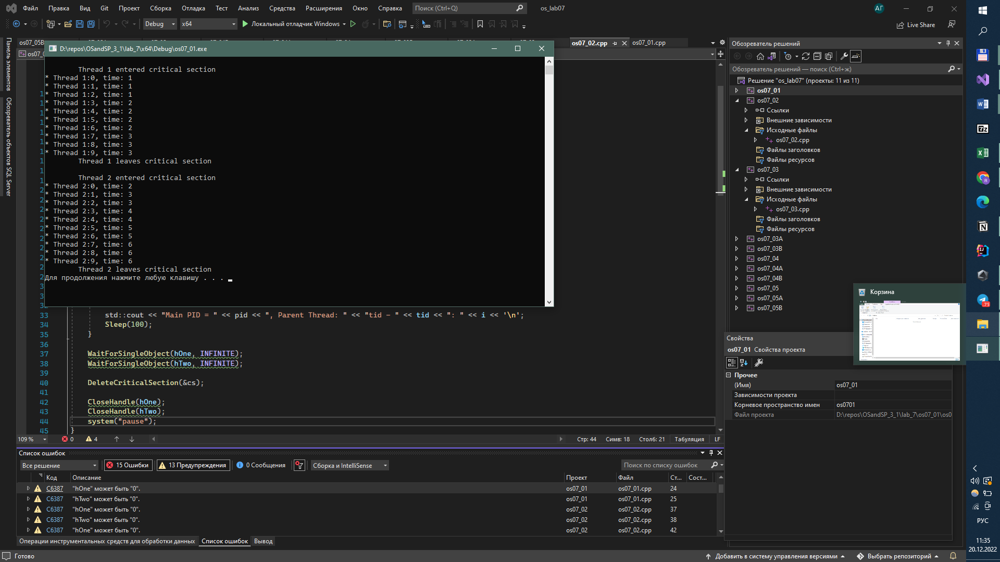 Файл Правка Вид Git Проект Сборка Отладка Тест Анализ Средства Расширения Окно Справка Поиск (Ctrl+Q) os_lab07 АГ
Debug x64 Локальный отладчик Windows Live Share
os07_02.cpp os07_01.cpp
Панель элементов
Обозреватель объектов SQL Server
D:\repos\OSandSP_3_1\lab_7\x64\Debug\os07_01.exe
Thread 1 entered critical section
* Thread 1:0, time: 1
* Thread 1:1, time: 1
* Thread 1:2, time: 1
* Thread 1:3, time: 2
* Thread 1:4, time: 2
* Thread 1:5, time: 2
* Thread 1:6, time: 2
* Thread 1:7, time: 3
* Thread 1:8, time: 3
* Thread 1:9, time: 3
Thread 1 leaves critical section
Thread 2 entered critical section
* Thread 2:0, time: 2
* Thread 2:1, time: 3
* Thread 2:2, time: 3
* Thread 2:3, time: 4
* Thread 2:4, time: 4
* Thread 2:5, time: 5
* Thread 2:6, time: 5
* Thread 2:7, time: 6
* Thread 2:8, time: 6
* Thread 2:9, time: 6
Thread 2 leaves critical section
Для продолжения нажмите любую клавишу . . .
33 std::cout << "Main PID = " << pid << ", Parent Thread: " << "tid - " << tid << ": " << i << '\n';
34 Sleep(100);
35 }
36
37 WaitForSingleObject(hOne, INFINITE);
38 WaitForSingleObject(hTwo, INFINITE);
39
40 DeleteCriticalSection(&cs);
41
42 CloseHandle(hOne);
43 CloseHandle(hTwo);
44 system("pause");
45 }
109 % 0 4 Стр: 44 Симв: 18 Столб: 21 Табуляция LF
Список ошибок
Все решение 15 Ошибки 13 Предупреждения 0 Сообщения Сборка и IntelliSense Поиск по списку ошибок
Код Описание Проект Файл Ст... Сост...
C6387 "hOne" может быть "0". os07_01 os07_01.cpp 24
C6387 "hTwo" может быть "0". os07_01 os07_01.cpp 25
C6387 "hOne" может быть "0". os07_02 os07_02.cpp 37
C6387 "hTwo" может быть "0". os07_02 os07_02.cpp 38
C6387 "hOne" может быть "0". os07_02 os07_02.cpp 42
Операции инструментальных средств для обработки данных Список ошибок Вывод
Готово Добавить в систему управления версиями Выбрать репозиторий
Обозреватель решений
Обозреватель решений — поиск (Ctrl+ж)
Решение "os_lab07" (проекты: 11 из 11)
os07_01
os07_02
Ссылки
Внешние зависимости
Исходные файлы
os07_02.cpp
Файлы заголовков
Файлы ресурсов
os07_03
Ссылки
Внешние зависимости
Исходные файлы
os07_03.cpp
Файлы заголовков
Файлы ресурсов
os07_03A
os07_03B
os07_04
os07_04A
os07_04B
os07_05
os07_05A
os07_05B
Корзина
Свойства
os07_01 Свойства проекта
Прочее
(Имя) os07_01
Зависимости проекта
Корневое пространство имен os0701
Файл проекта D:\repos\OSandSP_3_1\lab_7\os07_01\os0
РУС
11:35
20.12.2022